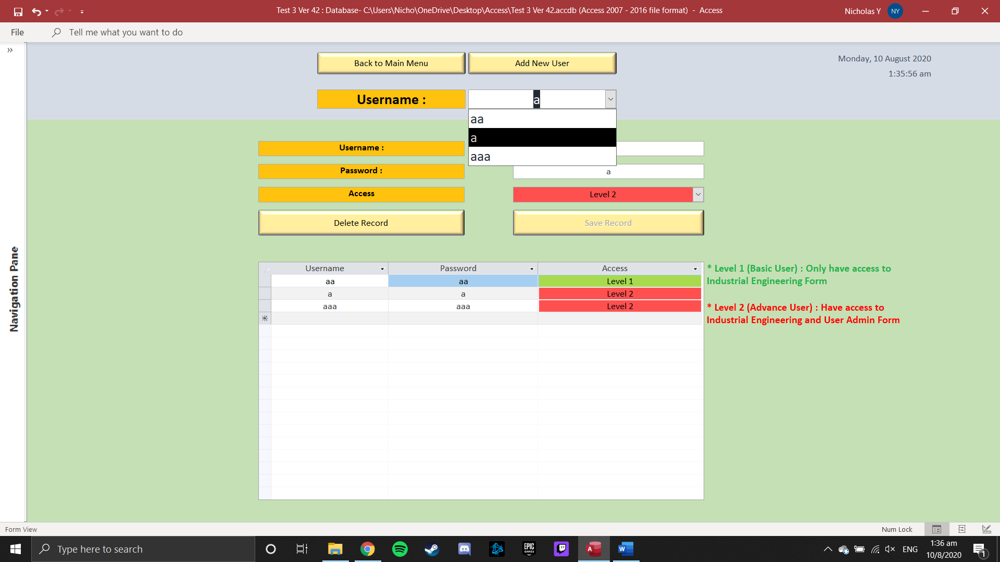 Test 3 Ver 42 : Database- C:\Users\Nicho\OneDrive\Desktop\Access\Test 3 Ver 42.accdb (Access 2007 - 2016 file format)  -  Access
Nicholas Y
NY
File
Tell me what you want to do
Back to Main Menu
Add New User
Monday, 10 August 2020
1:35:56 am
Username :
a
aa
a
aaa
Username :
Password :
a
Access
Level 2
Delete Record
Save Record
Navigation Pane
Username Password Access
aa aa Level 1
a a Level 2
aaa aaa Level 2
* Level 1 (Basic User) : Only have access to
Industrial Engineering Form
* Level 2 (Advance User) : Have access to
Industrial Engineering and User Admin Form
Form View
Num Lock
Type here to search
EPIC
GAMES
A
W
ENG
1:36 am
10/8/2020
1